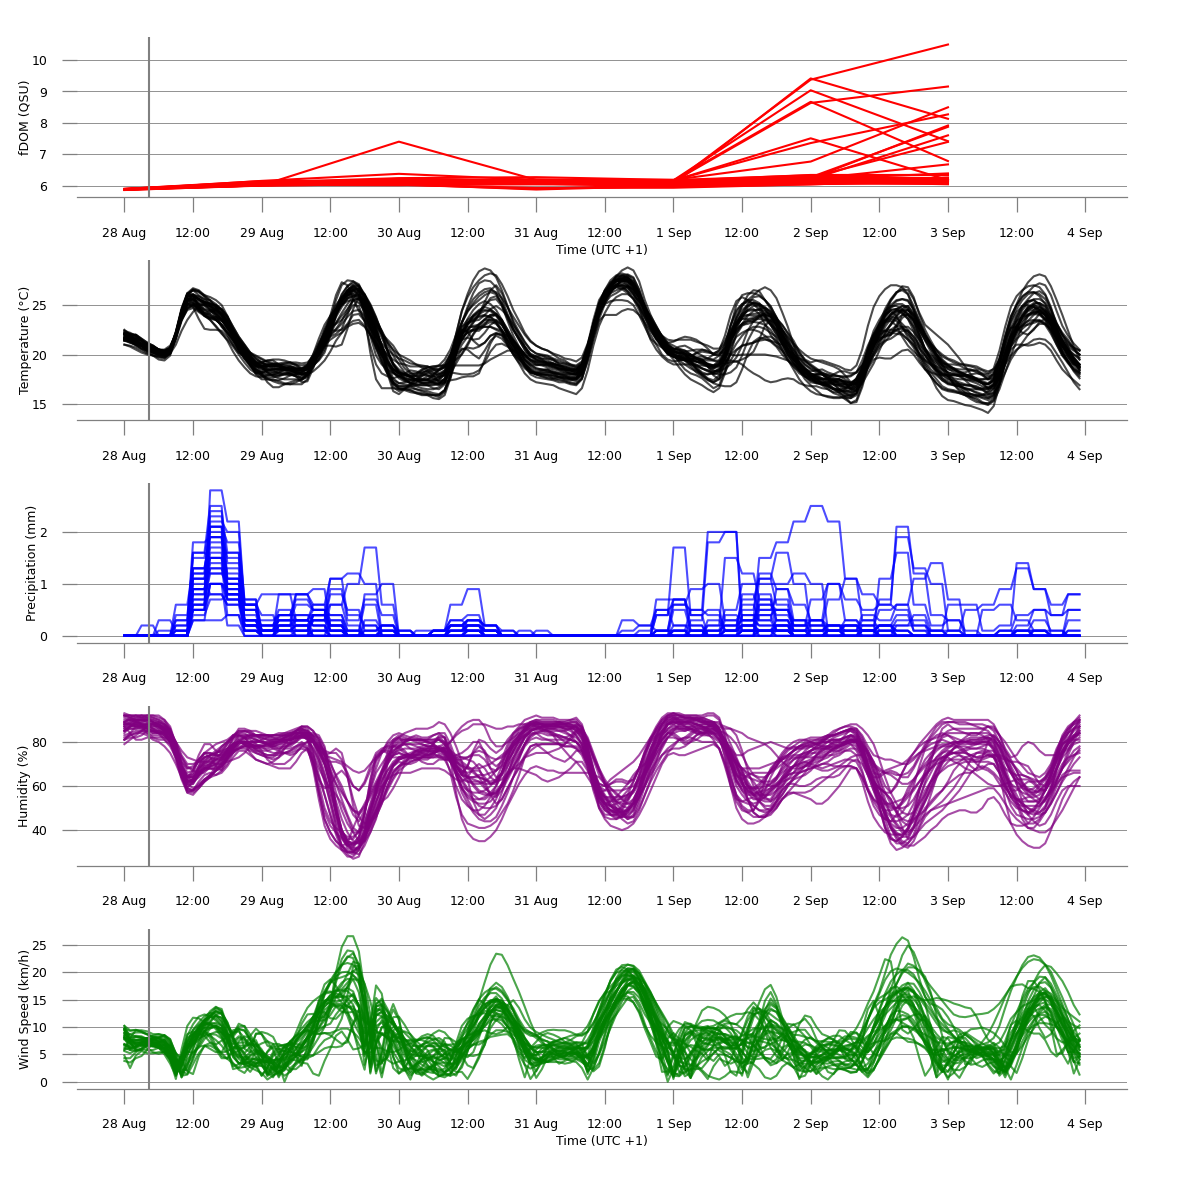 fDOM (QSU)
10
9
8
7
6
28 Aug 12:00 29 Aug 12:00 30 Aug 12:00 31 Aug 12:00 1 Sep 12:00 2 Sep 12:00 3 Sep 12:00 4 Sep
Time (UTC +1)
Temperature (°C)
25
20
15
28 Aug 12:00 29 Aug 12:00 30 Aug 12:00 31 Aug 12:00 1 Sep 12:00 2 Sep 12:00 3 Sep 12:00 4 Sep
Precipitation (mm)
2
1
0
28 Aug 12:00 29 Aug 12:00 30 Aug 12:00 31 Aug 12:00 1 Sep 12:00 2 Sep 12:00 3 Sep 12:00 4 Sep
Humidity (%)
80
60
40
28 Aug 12:00 29 Aug 12:00 30 Aug 12:00 31 Aug 12:00 1 Sep 12:00 2 Sep 12:00 3 Sep 12:00 4 Sep
Wind Speed (km/h)
25
20
15
10
5
0
28 Aug 12:00 29 Aug 12:00 30 Aug 12:00 31 Aug 12:00 1 Sep 12:00 2 Sep 12:00 3 Sep 12:00 4 Sep
Time (UTC +1)